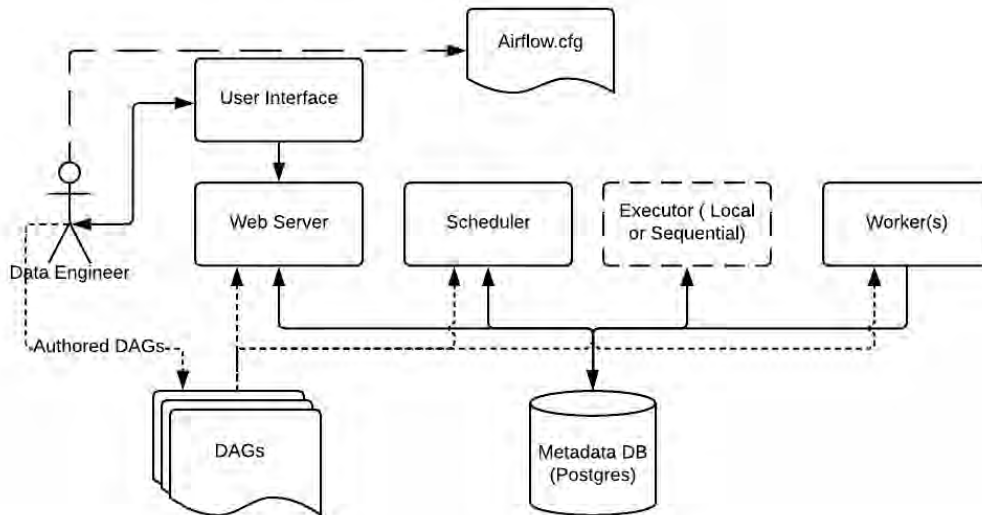 Airflow.cfg
User Interface
Web Server
Scheduler
Executor ( Local
or Sequential)
Worker(s)
Data Engineer
Authored DAGs
DAGs
Metadata DB
(Postgres)